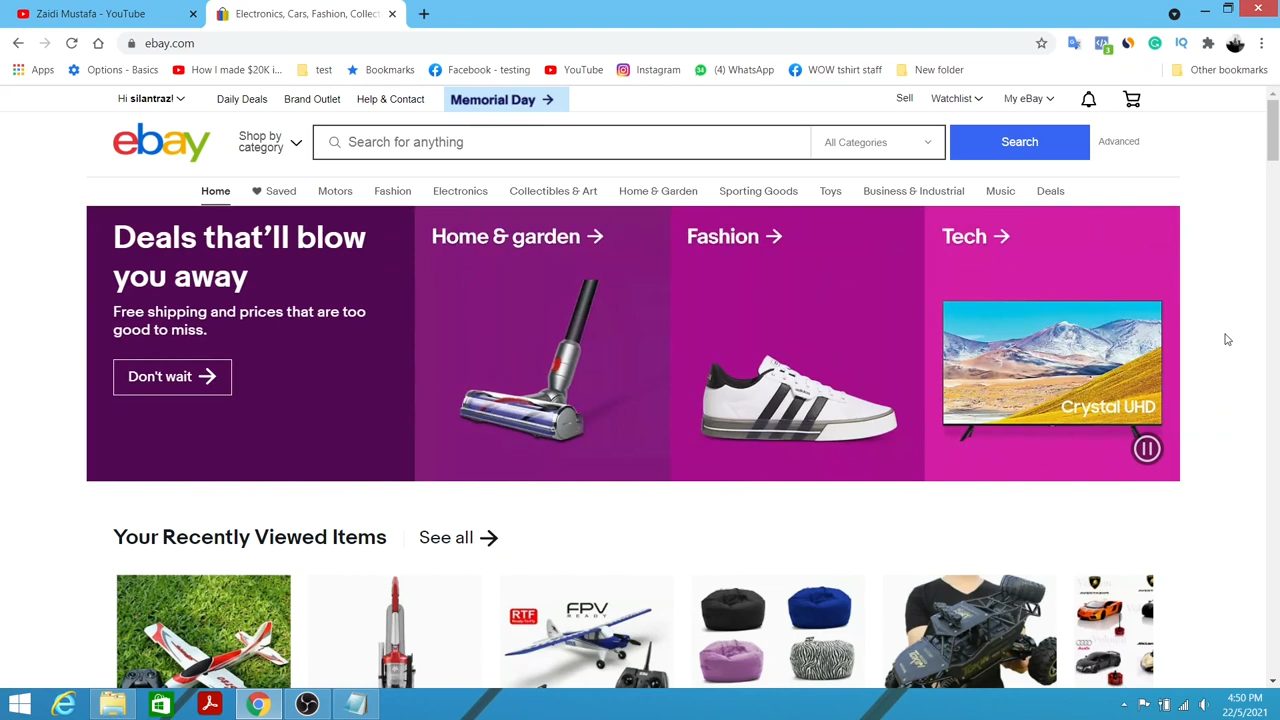 Zaidi Mustafa - YouTube
Electronics, Cars, Fashion, Collect
ebay.com
3
IQ
Apps
Options - Basics
How I made $20K i...
test
Bookmarks
Facebook - testing
YouTube
Instagram
34
(4) WhatsApp
WOW tshirt staff
New folder
Other bookmarks
Hi silantraz!
Daily Deals
Brand Outlet
Help & Contact
Memorial Day
Sell
Watchlist
My eBay
ebay
Shop by
category
Search for anything
All Categories
Search
Advanced
Home
Saved
Motors
Fashion
Electronics
Collectibles & Art
Home & Garden
Sporting Goods
Toys
Business & Industrial
Music
Deals
Deals that'll blow
you away
Free shipping and prices that are too
good to miss.
Don't wait
Home & garden
Fashion
Tech
Crystal UHD
Your Recently Viewed Items
See all
RTF
FPV
READY
4:50 PM
22/5/2021